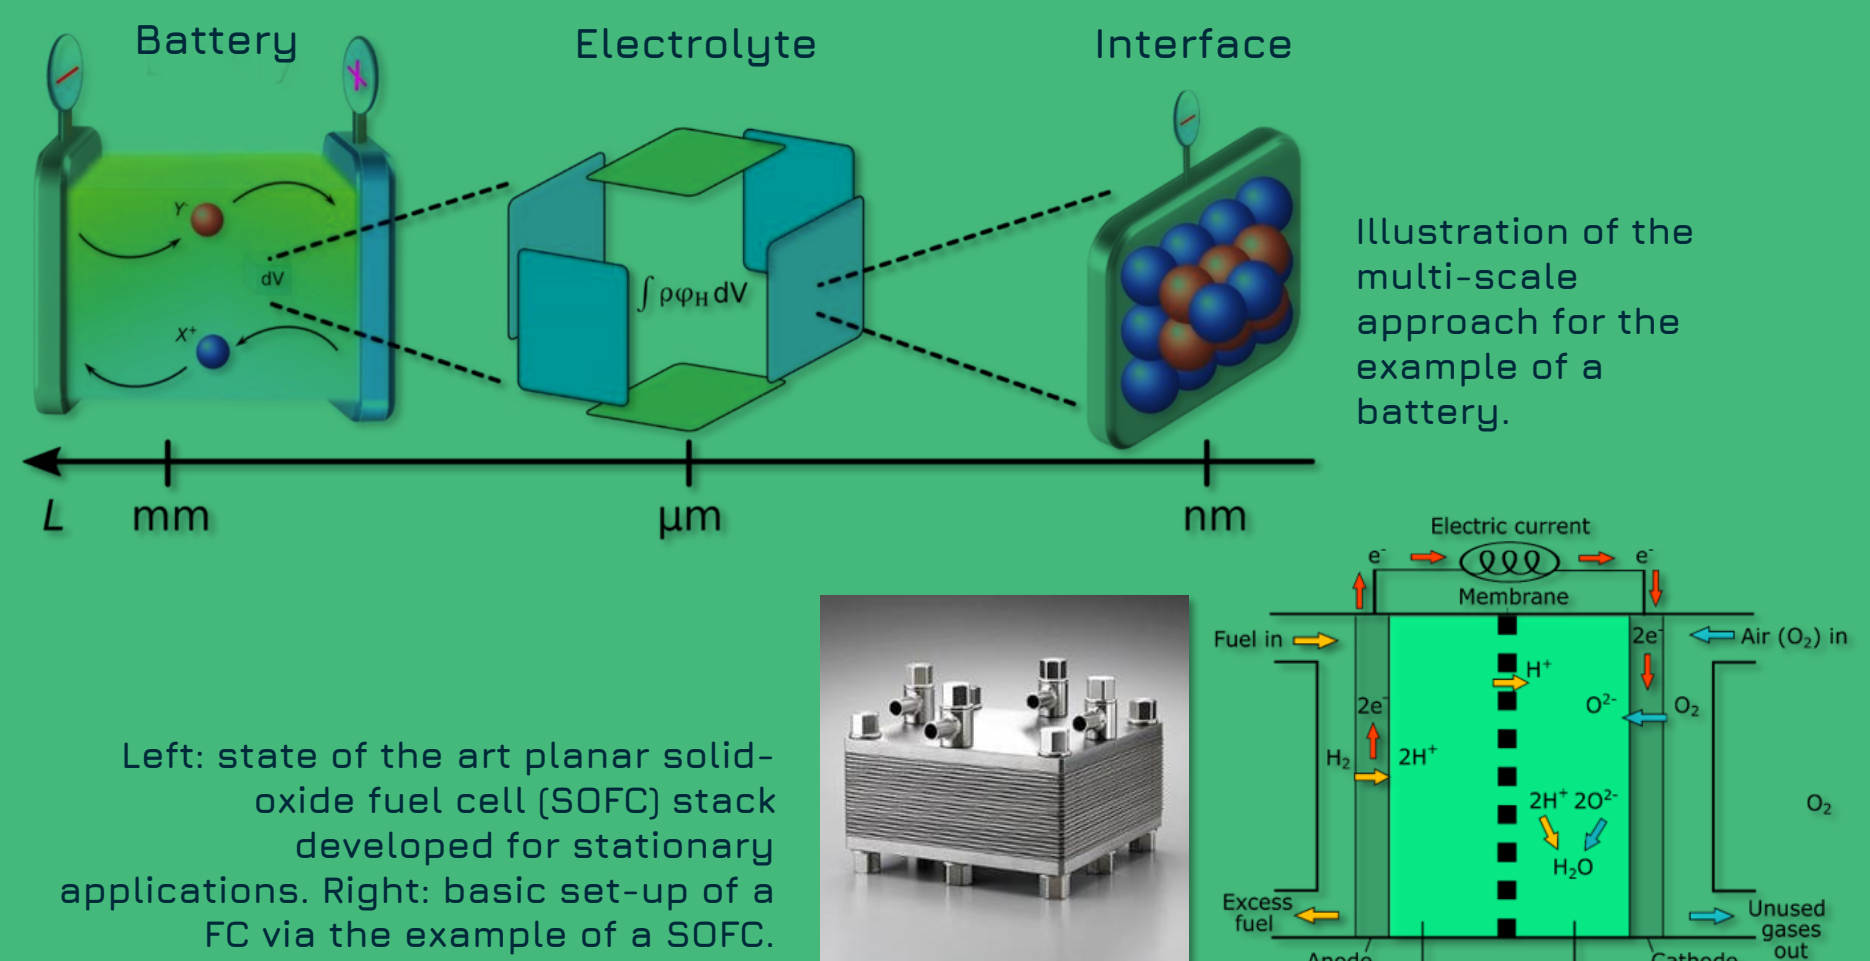 Battery
Electrolyte
Interface
Y-
dV
X+
∫ ρφH dV
Illustration of the
multi-scale
approach for the
example of a
battery.
L
mm
µm
nm
Electric current
e-
e-
Membrane
Fuel in
2e-
Air (O2) in
H+
2e-
O2-
O2
H2
2H+
2H+ 2O2-
O2
H2O
Excess
fuel
Unused
gases
out
Anode
Cathode
Left: state of the art planar solid-
oxide fuel cell (SOFC) stack
developed for stationary
applications. Right: basic set-up of a
FC via the example of a SOFC.